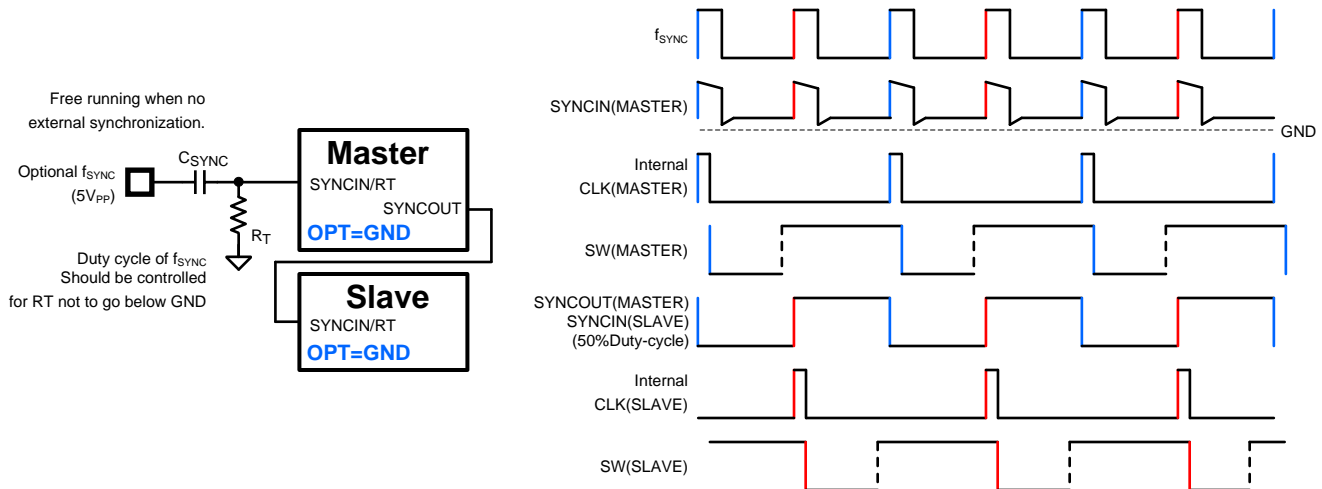 Free running when no
external synchronization.
Optional fSYNC
(5VPP)
CSYNC
RT
Duty cycle of fSYNC
Should be controlled
for RT not to go below GND
Master
SYNCIN/RT
SYNCOUT
OPT=GND
Slave
SYNCIN/RT
OPT=GND
fSYNC
SYNCIN(MASTER)
GND
Internal
CLK(MASTER)
SW(MASTER)
SYNCOUT(MASTER)
SYNCIN(SLAVE)
(50%Duty-cycle)
Internal
CLK(SLAVE)
SW(SLAVE)